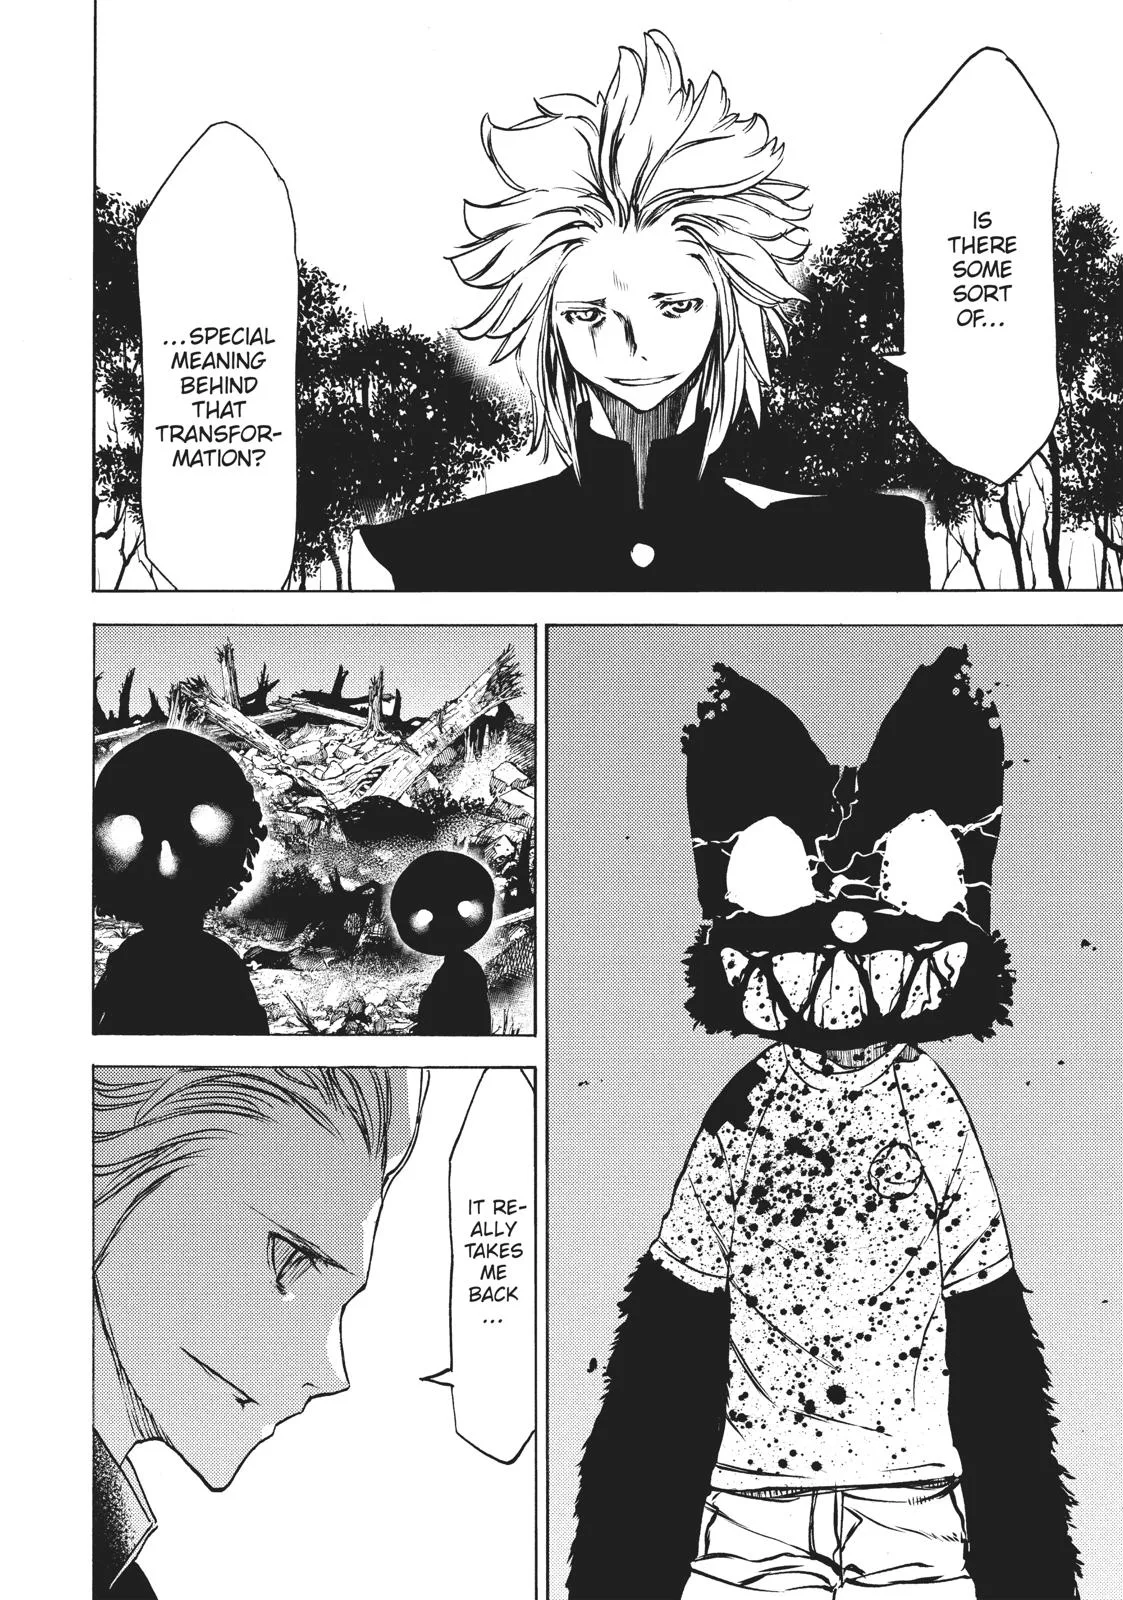 IS
THERE
SOME
SORT
OF...
...SPECIAL
MEANING
BEHIND
THAT
TRANSFOR-
MATION?
IT RE-
ALLY
TAKES
ME
BACK
...